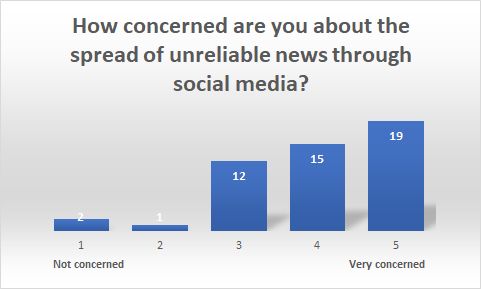 How concerned are you about the
spread of unreliable news through
social media?
2 1 12 15 19
1 2 3 4 5
Not concerned Very concerned